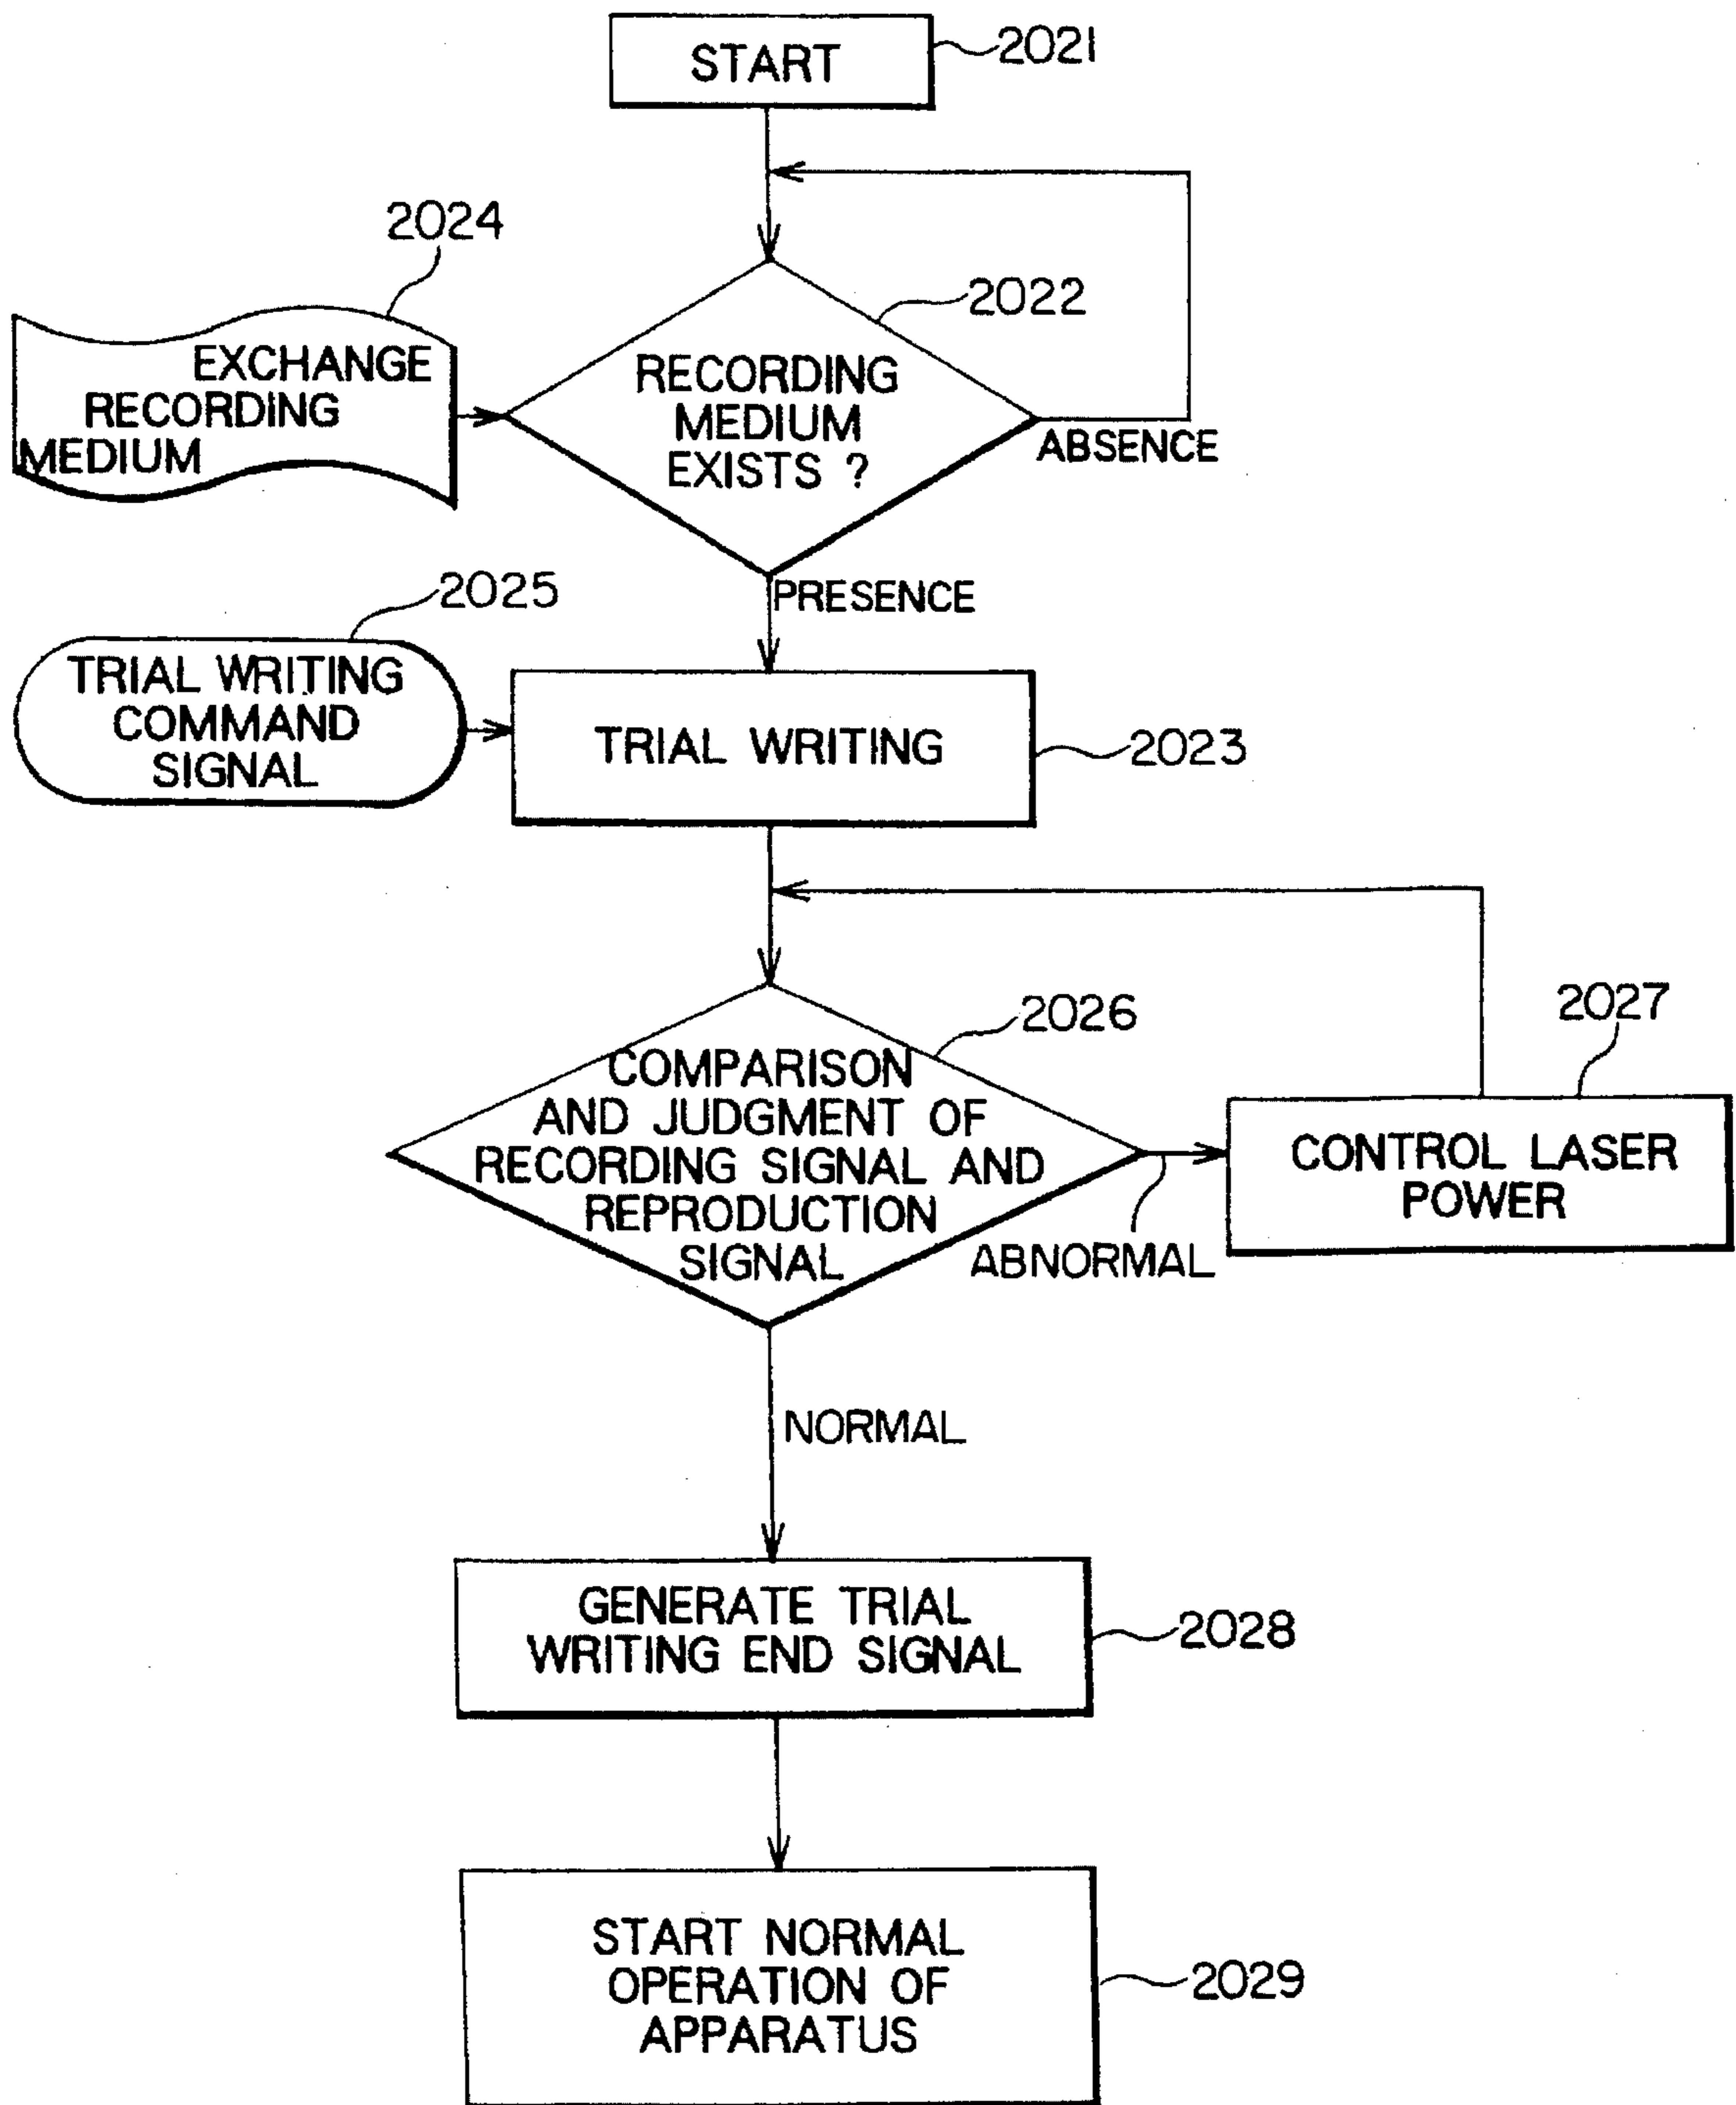 START
2021
2024
2022
EXCHANGE
RECORDING
MEDIUM
RECORDING
MEDIUM
EXISTS ?
ABSENCE
PRESENCE
2025
TRIAL WRITING
COMMAND
SIGNAL
TRIAL WRITING
2023
2026
2027
COMPARISON
AND JUDGMENT OF
RECORDING SIGNAL AND
REPRODUCTION
SIGNAL
ABNORMAL
CONTROL LASER
POWER
NORMAL
GENERATE TRIAL
WRITING END SIGNAL
2028
START NORMAL
OPERATION OF
APPARATUS
2029